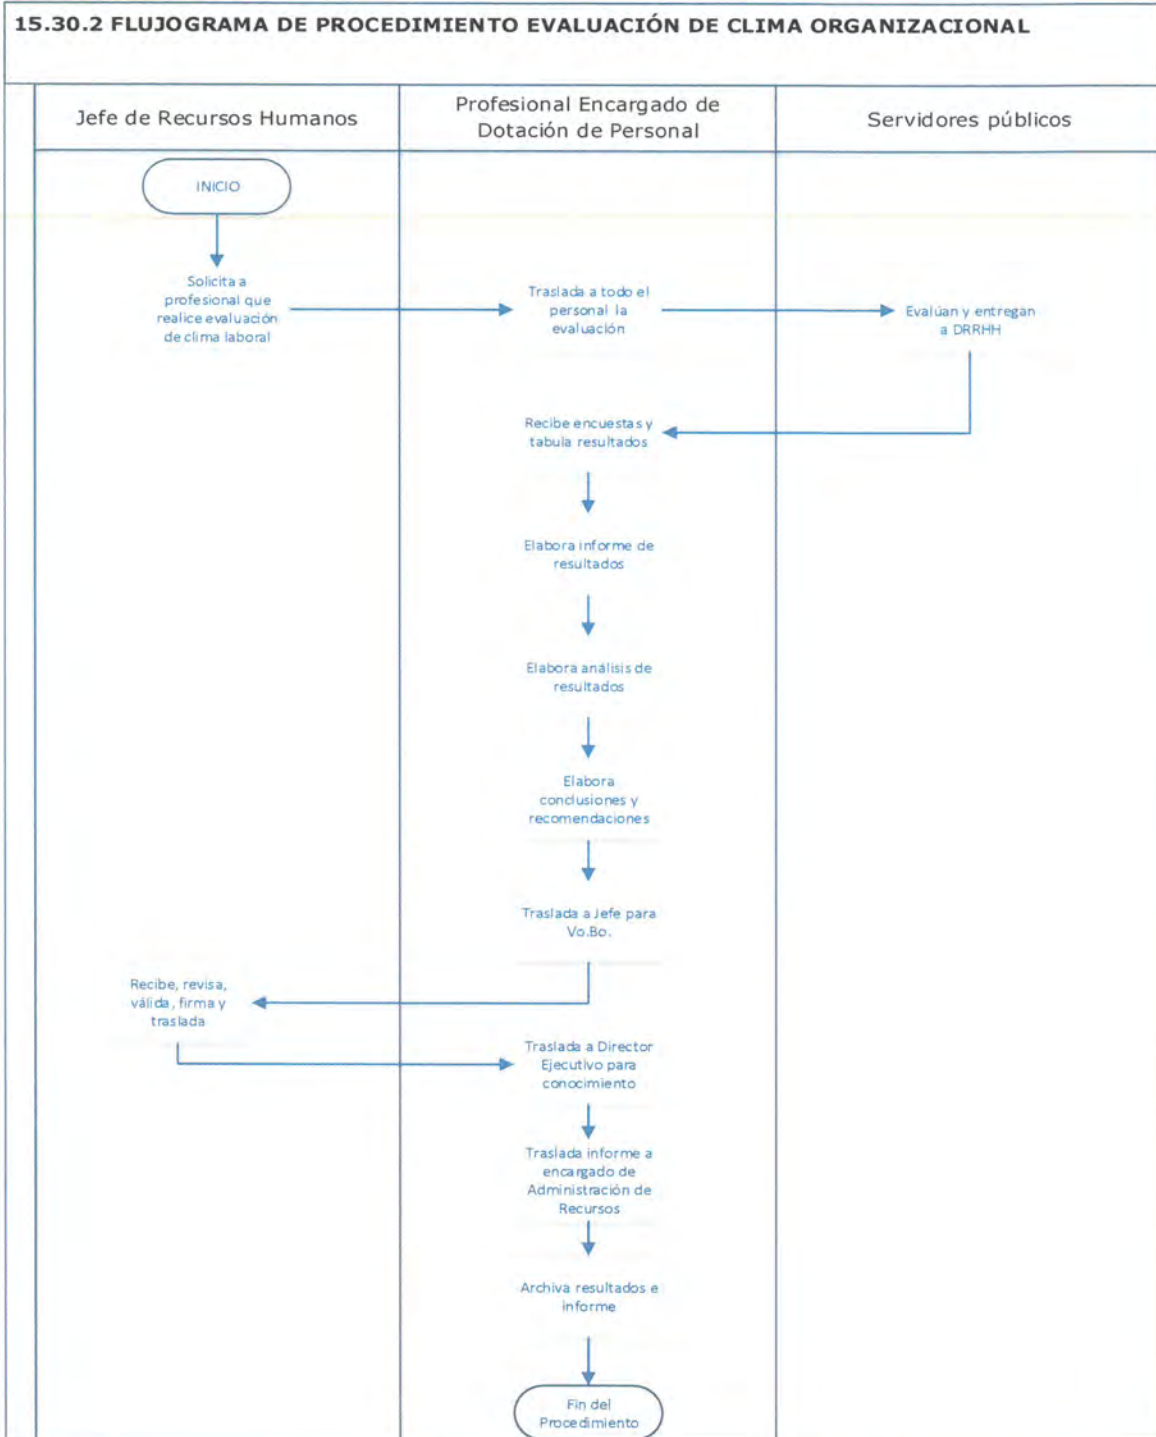 15.30.2 FLUJOGRAMA DE PROCEDIMIENTO EVALUACIÓN DE CLIMA ORGANIZACIONAL
Jefe de Recursos Humanos
Profesional Encargado de
Dotación de Personal
Servidores públicos
INICIO
Solicita a
profesional que
realice evaluación
de clima laboral
Traslada a todo el
personal la
evaluación
Evalúan y entregan
a DRRHH
Recibe encuestas y
tabula resultados
Elabora informe de
resultados
Elabora análisis de
resultados
Elabora
conclusiones y
recomendaciones
Traslada a Jefe para
Vo.Bo.
Recibe, revisa,
válida, firma y
traslada
Traslada a Director
Ejecutivo para
conocimiento
Traslada informe a
encargado de
Administración de
Recursos
Archiva resultados e
informe
Fin del
Procedimiento